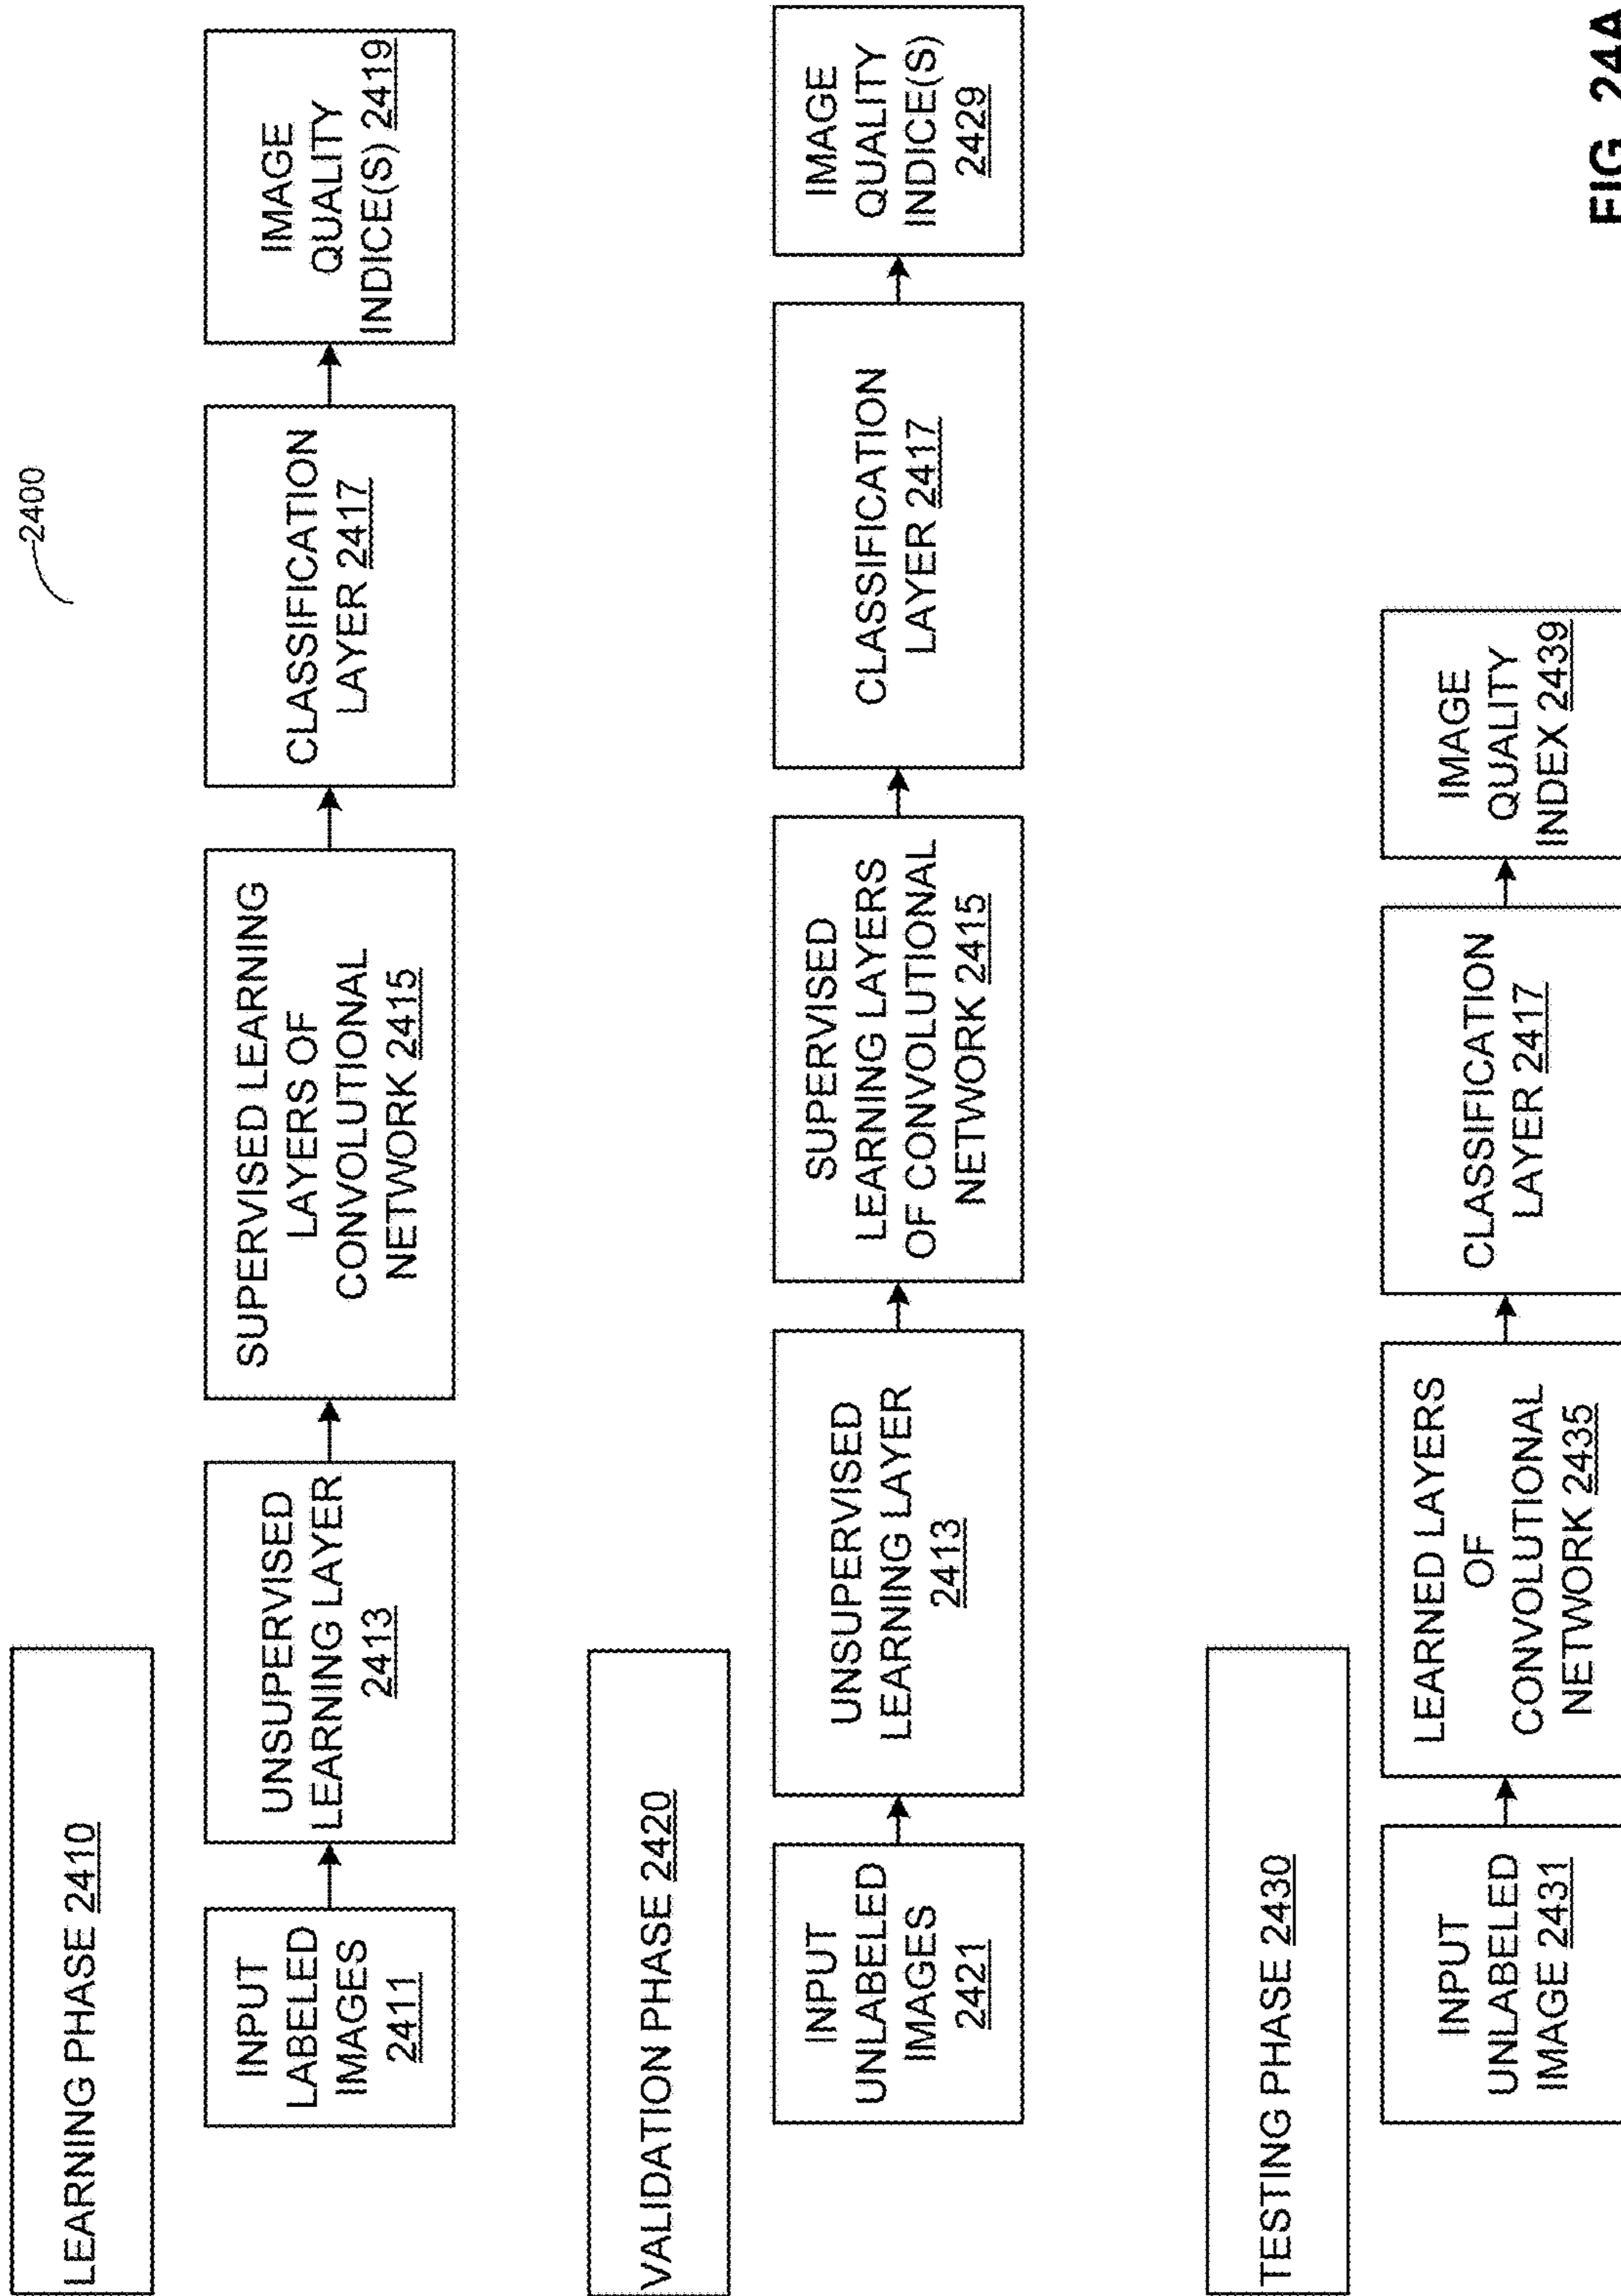 2400
LEARNING PHASE 2410
INPUT
LABELED
IMAGES
2411
UNSUPERVISED
LEARNING LAYER
2413
SUPERVISED LEARNING
LAYERS OF
CONVOLUTIONAL
NETWORK 2415
CLASSIFICATION
LAYER 2417
IMAGE
QUALITY
INDICE(S) 2419
VALIDATION PHASE 2420
INPUT
UNLABELED
IMAGES
2421
UNSUPERVISED
LEARNING LAYER
2413
SUPERVISED
LEARNING LAYERS
OF CONVOLUTIONAL
NETWORK 2415
CLASSIFICATION
LAYER 2417
IMAGE
QUALITY
INDICE(S)
2429
TESTING PHASE 2430
INPUT
UNLABELED
IMAGE 2431
LEARNED LAYERS
OF
CONVOLUTIONAL
NETWORK 2435
CLASSIFICATION
LAYER 2417
IMAGE
QUALITY
INDEX 2439
FIG. 24A